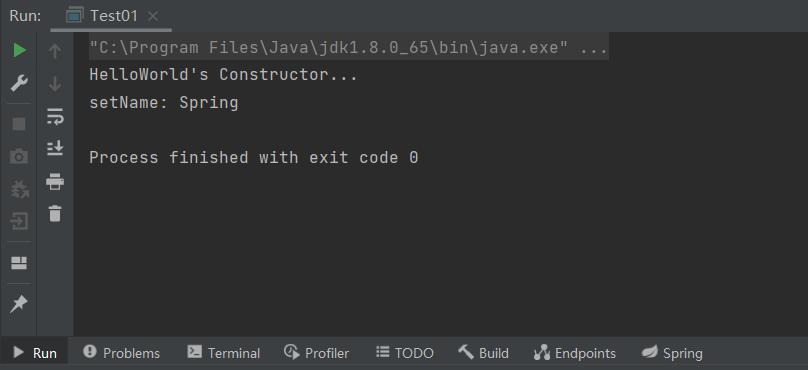 Run: Test01
"C:\Program Files\Java\jdk1.8.0_65\bin\java.exe" ...
HelloWorld's Constructor...
setName: Spring
Process finished with exit code 0
Run Problems Terminal Profiler TODO Build Endpoints Spring